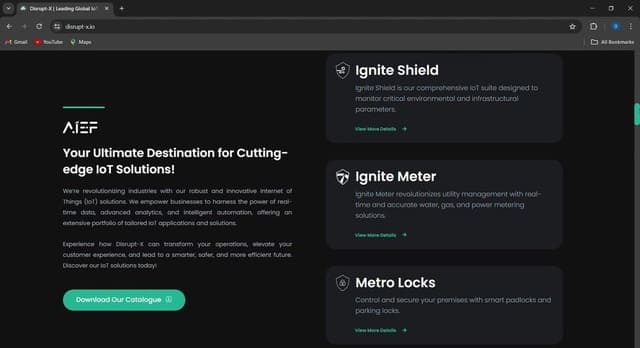 Disrupt-X | Leading Global IoT
disrupt-x.io
Gmail YouTube Maps All Bookmarks
AIEF
Your Ultimate Destination for Cutting-
edge IoT Solutions!
We're revolutionizing industries with our robust and innovative Internet of
Things (IoT) solutions. We empower businesses to harness the power of real-
time data, advanced analytics, and intelligent automation, offering an
extensive portfolio of tailored IoT applications and solutions.
Experience how Disrupt-X can transform your operations, elevate your
customer experience, and lead to a smarter, safer, and more efficient future.
Discover our IoT solutions today!
Download Our Catalogue
Ignite Shield
Ignite Shield is our comprehensive IoT suite designed to
monitor critical environmental and infrastructural
parameters.
View More Details
Ignite Meter
Ignite Meter revolutionizes utility management with real-
time and accurate water, gas, and power metering
solutions.
View More Details
Metro Locks
Control and secure your premises with smart padlocks and
parking locks.
View More Details